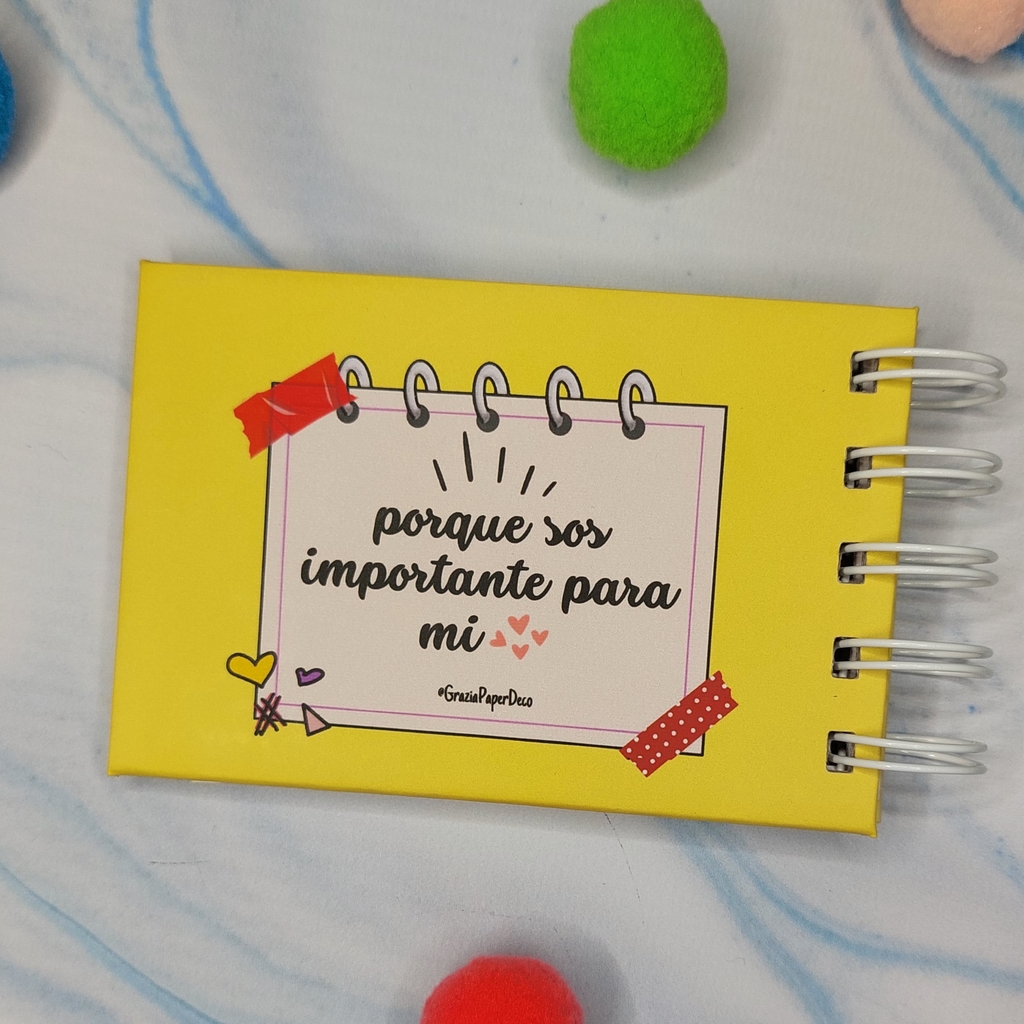 porque sos
importante para
mi
@GraziaPaperDeco